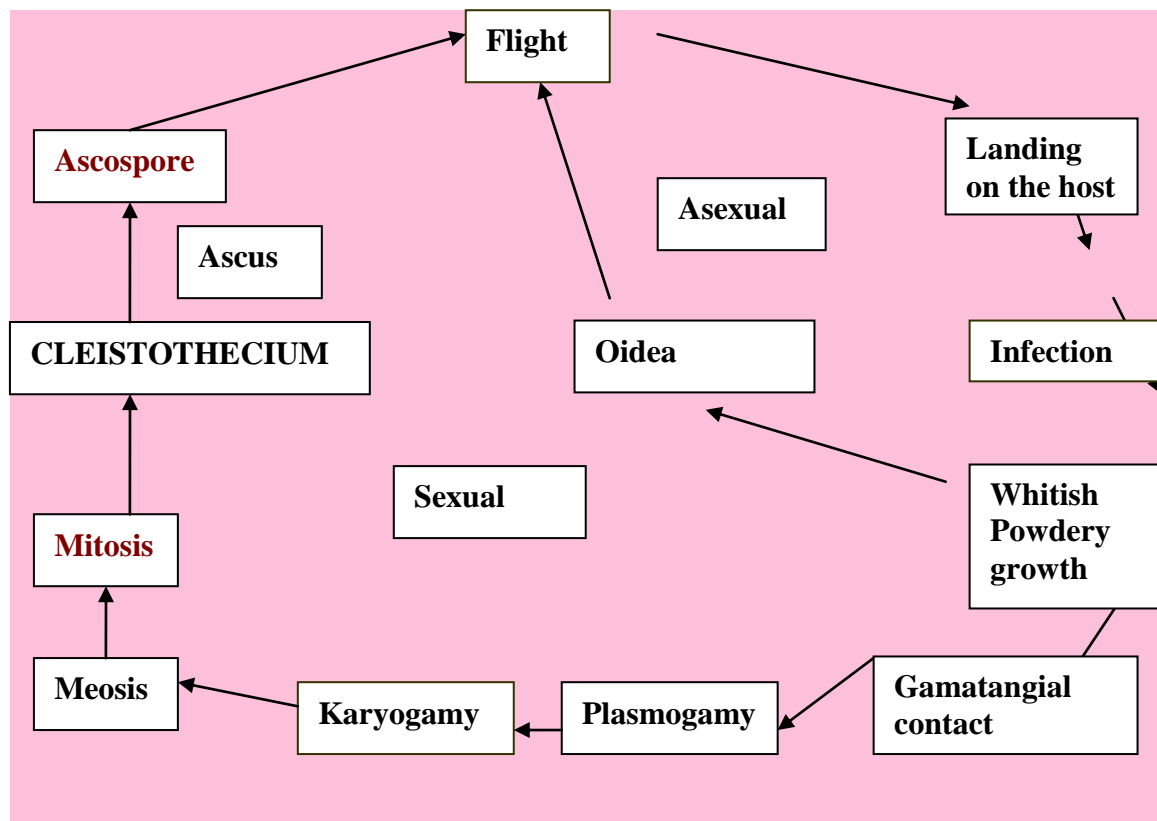 Flight
Landing
on the host
Ascospore
Asexual
Ascus
CLEISTOTHECIUM
Oidea
Infection
Sexual
Whitish
Powdery
growth
Mitosis
Meosis
Karyogamy
Plasmogamy
Gamatangial
contact